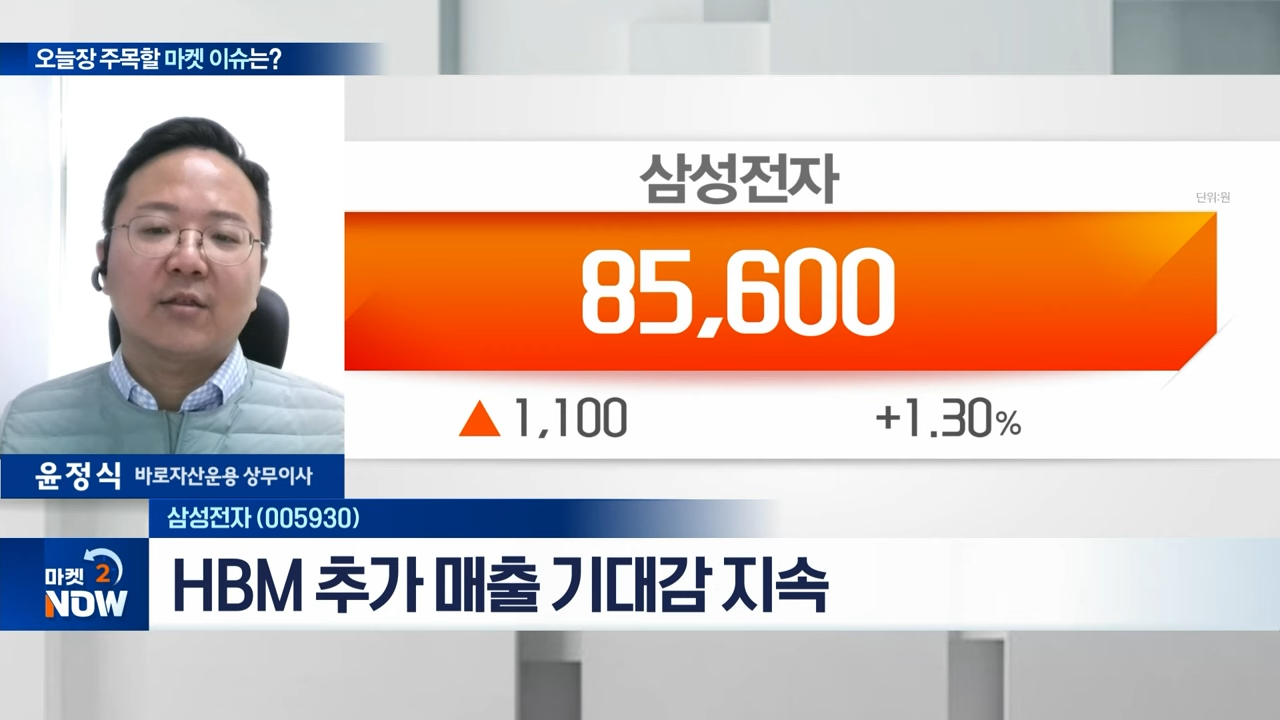 오늘장 주목할 마켓 이슈는?
삼성전자
단위:원
85,600
▲ 1,100 +1.30%
윤정식 바로자산운용 상무이사
삼성전자 (005930)
마켓 2
NOW
HBM 추가 매출 기대감 지속